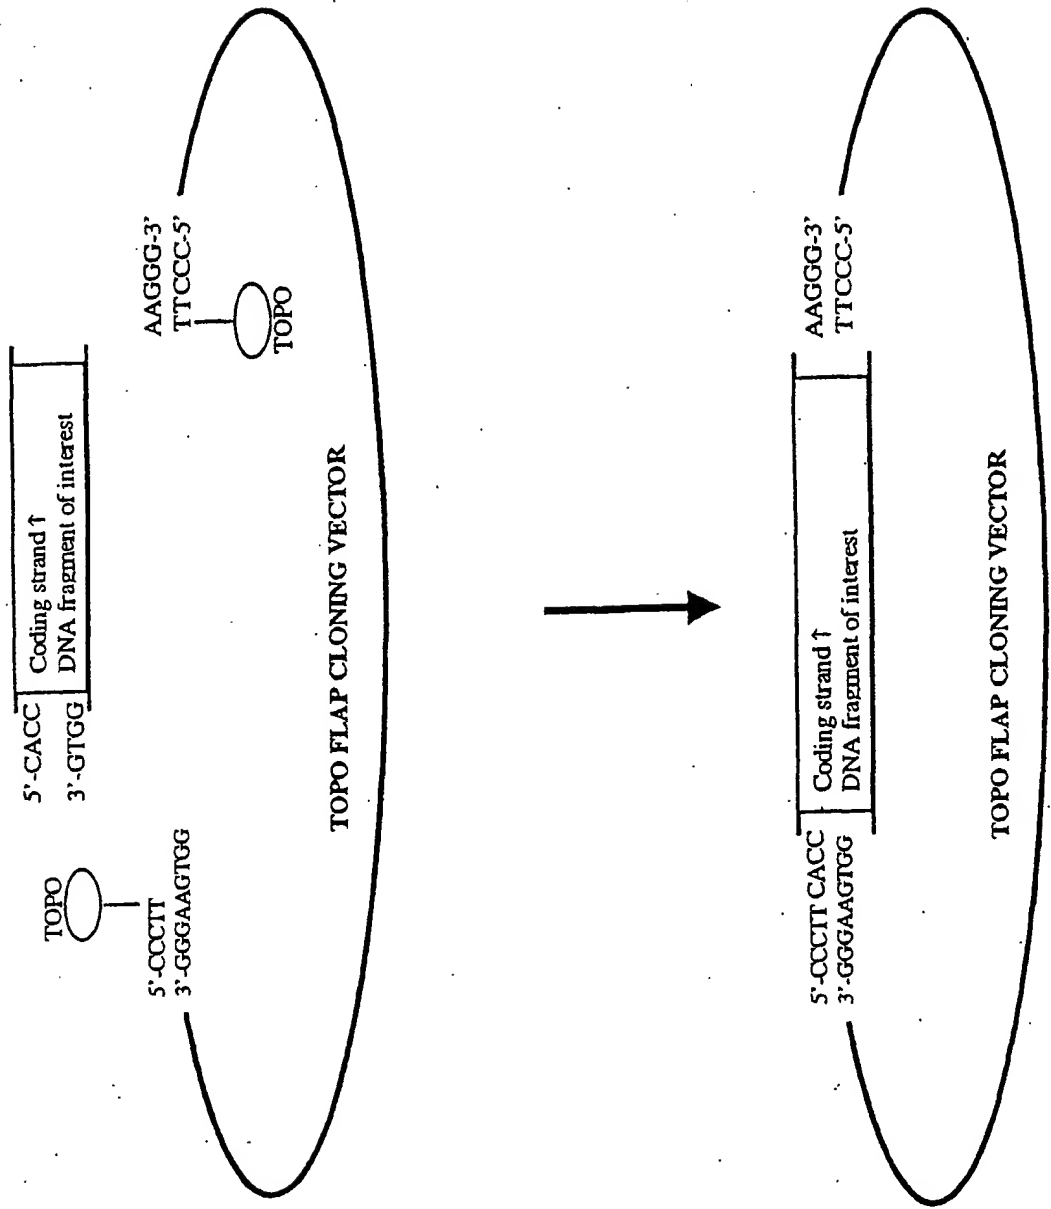 5'-CACC
Coding strand↑
3'-GTGG
DNA fragment of interest
TOPO
5'-CCCTT
3'-GGGAAGTGG
AAGGG-3'
TTCCC-5'
TOPO
TOPO FLAP CLONING VECTOR
5'-CCCTT CACC
3'-GGGAAGTGG
Coding strand↑
DNA fragment of interest
AAGGG-3'
TTCCC-5'
TOPO FLAP CLONING VECTOR